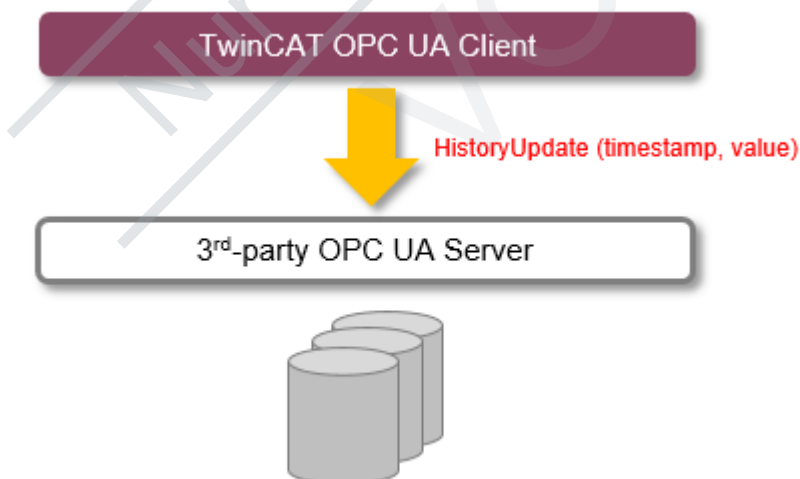 TwinCAT OPC UA Client
HistoryUpdate (timestamp, value)
3rd-party OPC UA Server